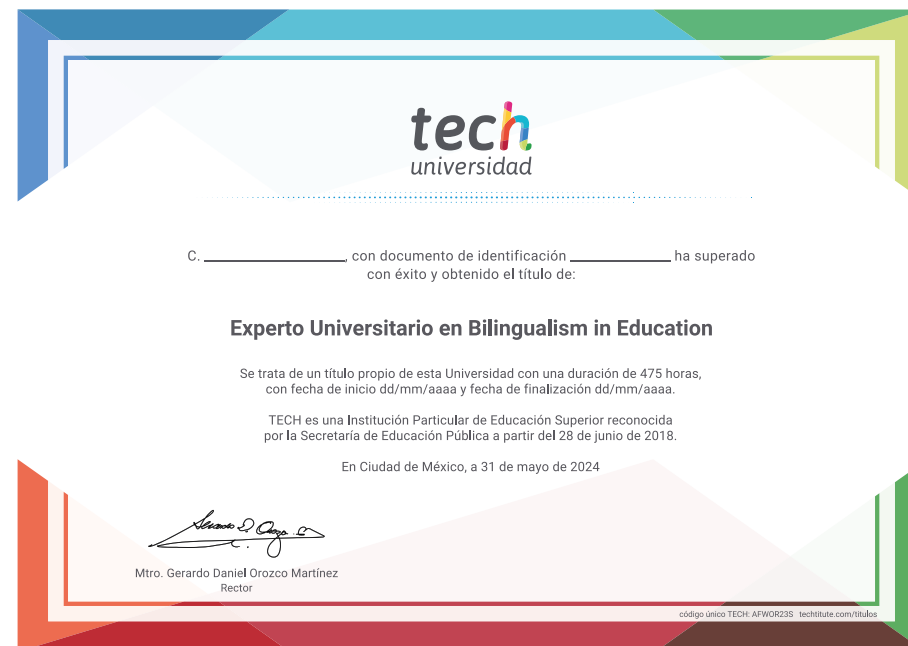 tech
universidad
C. ____________, con documento de identificación ____________ ha superado
con éxito y obtenido el título de:
Experto Universitario en Bilingualism in Education
Se trata de un título propio de esta Universidad con una duración de 475 horas,
con fecha de inicio dd/mm/aaaa y fecha de finalización dd/mm/aaaa.
TECH es una Institución Particular de Educación Superior reconocida
por la Secretaría de Educación Pública a partir del 28 de junio de 2018.
En Ciudad de México, a 31 de mayo de 2024
Mtro. Gerardo Daniel Orozco Martínez
Rector
código único TECH: AFWOR23S techtitute.com/titulos